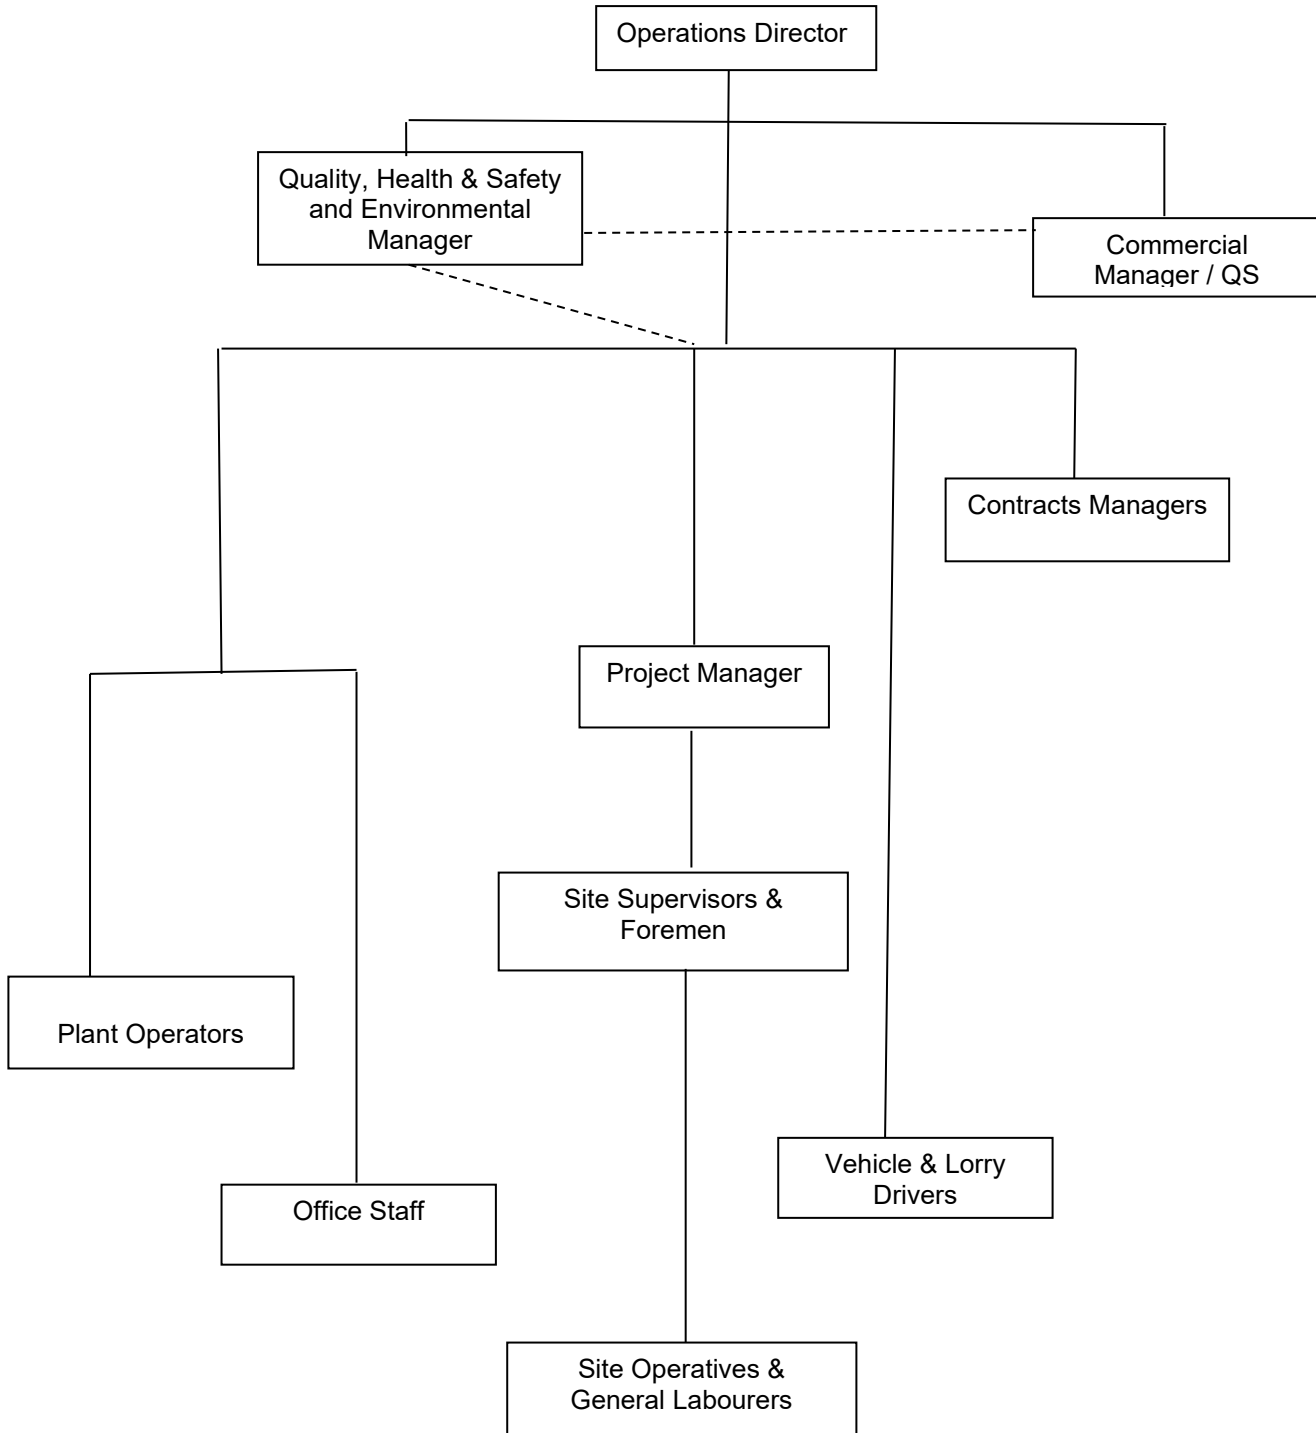 Operations Director
Quality, Health & Safety
and Environmental
Manager
Commercial
Manager / QS
Contracts Managers
Project Manager
Site Supervisors &
Foremen
Plant Operators
Vehicle & Lorry
Drivers
Office Staff
Site Operatives &
General Labourers